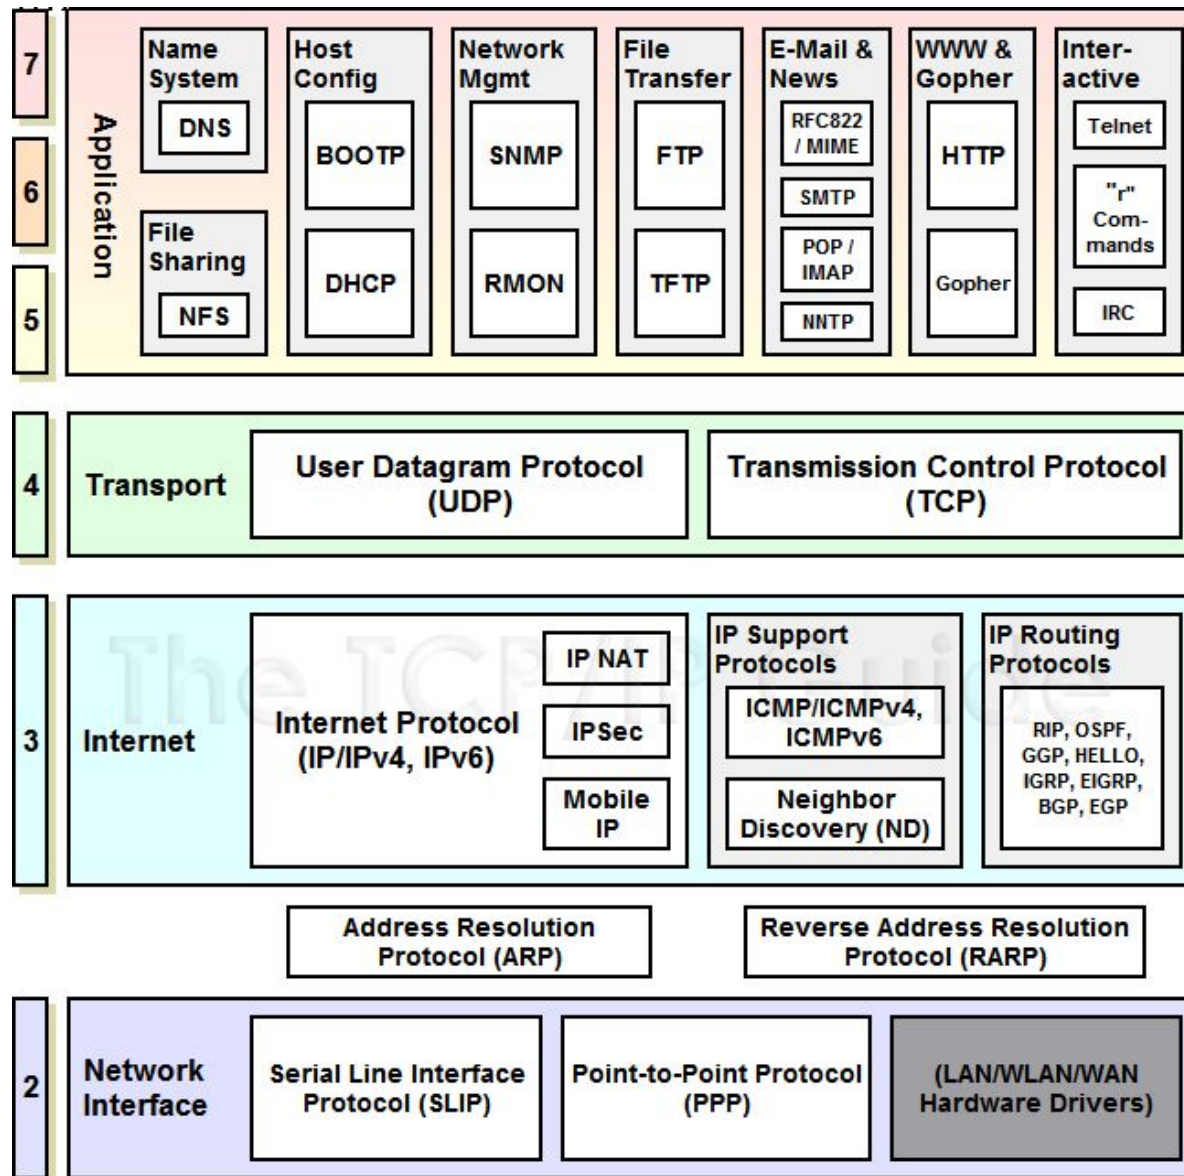 7
6
5
Application
Name
System
DNS
File
Sharing
NFS
Host
Config
BOOTP
DHCP
Network
Mgmt
SNMP
RMON
File
Transfer
FTP
TFTP
E-Mail &
News
RFC822
/ MIME
SMTP
POP /
IMAP
NNTP
WWW &
Gopher
HTTP
Gopher
Inter-
active
Telnet
"r"
Com-
mands
IRC
4
Transport
User Datagram Protocol
(UDP)
Transmission Control Protocol
(TCP)
The TCP/IP Guide
3
Internet
Internet Protocol
(IP/IPv4, IPv6)
IP NAT
IPSec
Mobile
IP
IP Support
Protocols
ICMP/ICMPv4,
ICMPv6
Neighbor
Discovery (ND)
IP Routing
Protocols
RIP, OSPF,
GGP, HELLO,
IGRP, EIGRP,
BGP, EGP
Address Resolution
Protocol (ARP)
Reverse Address Resolution
Protocol (RARP)
2
Network
Interface
Serial Line Interface
Protocol (SLIP)
Point-to-Point Protocol
(PPP)
(LAN/WLAN/WAN
Hardware Drivers)